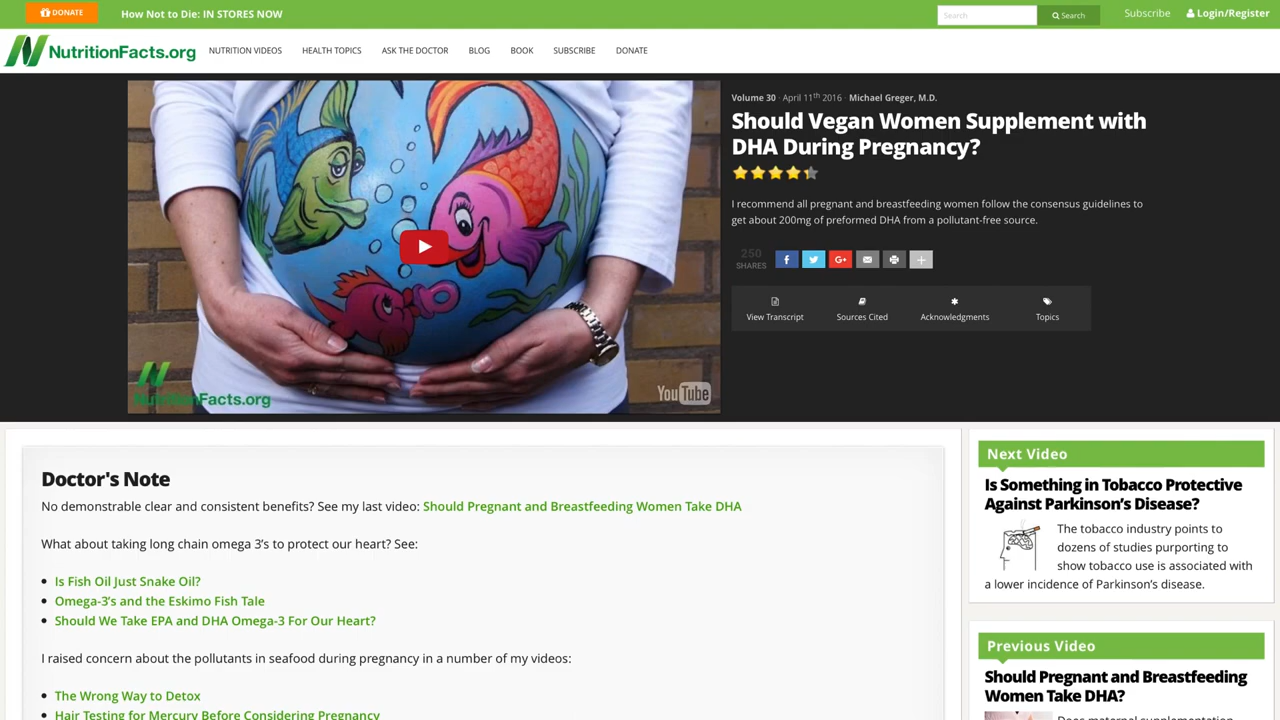 DONATE
How Not to Die: IN STORES NOW
Search
Search
Subscribe
Login/Register
NutritionFacts.org
NUTRITION VIDEOS
HEALTH TOPICS
ASK THE DOCTOR
BLOG
BOOK
SUBSCRIBE
DONATE
NutritionFacts.org
YouTube
Volume 30 · April 11th 2016 · Michael Greger, M.D.
Should Vegan Women Supplement with
DHA During Pregnancy?
I recommend all pregnant and breastfeeding women follow the consensus guidelines to
get about 200mg of preformed DHA from a pollutant-free source.
250
SHARES
G+
View Transcript
Sources Cited
Acknowledgments
Topics
Doctor's Note
No demonstrable clear and consistent benefits? See my last video: Should Pregnant and Breastfeeding Women Take DHA
What about taking long chain omega 3's to protect our heart? See:
Is Fish Oil Just Snake Oil?
Omega-3's and the Eskimo Fish Tale
Should We Take EPA and DHA Omega-3 For Our Heart?
I raised concern about the pollutants in seafood during pregnancy in a number of my videos:
The Wrong Way to Detox
Hair Testing for Mercury Before Considering Pregnancy
Next Video
Is Something in Tobacco Protective
Against Parkinson's Disease?
The tobacco industry points to
dozens of studies purporting to
show tobacco use is associated with
a lower incidence of Parkinson's disease.
Previous Video
Should Pregnant and Breastfeeding
Women Take DHA?
Does maternal supplementation